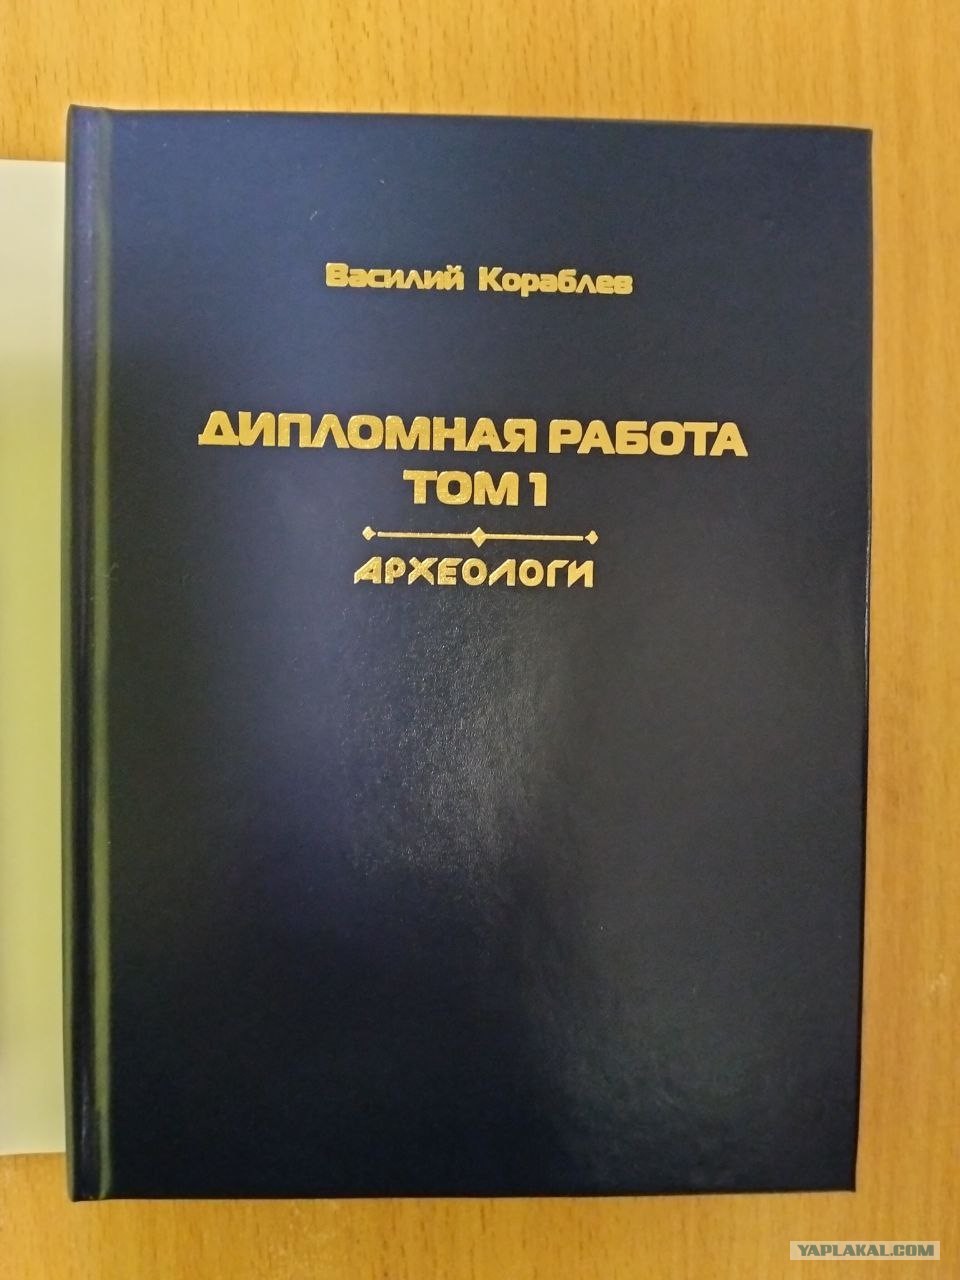 Василий Кораблев
ДИПЛОМНАЯ РАБОТА
ТОМ 1
АРХЕОЛОГИ
YAPLAKAL.COM